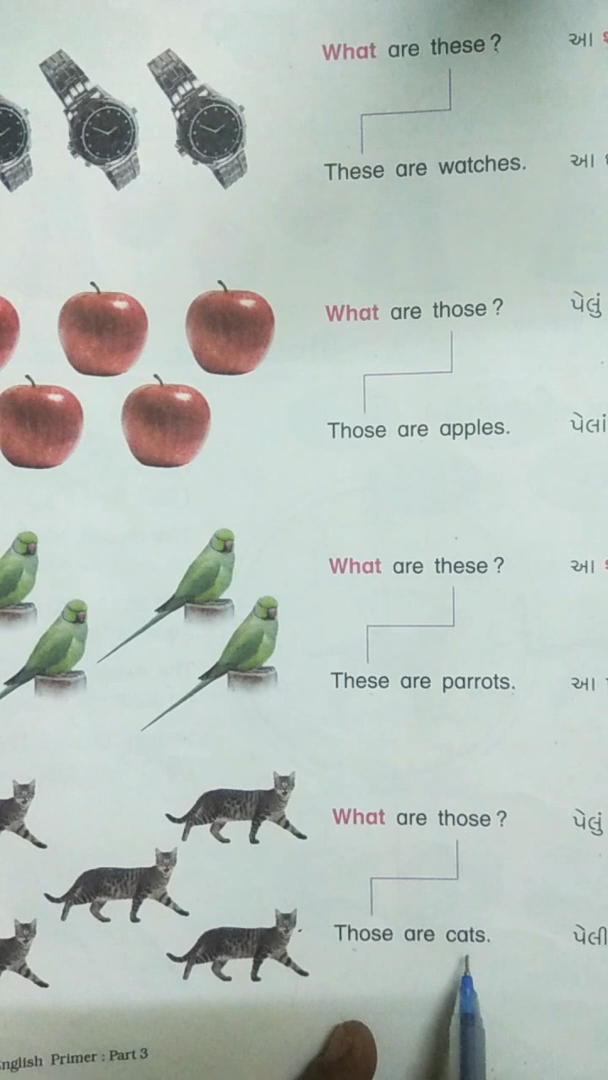 What are these? આ
These are watches. આ
What are those? પેલું
Those are apples. પેલાં
What are these? આ
These are parrots. આ
What are those? પેલું
Those are cats. પેલી
English Primer : Part 3